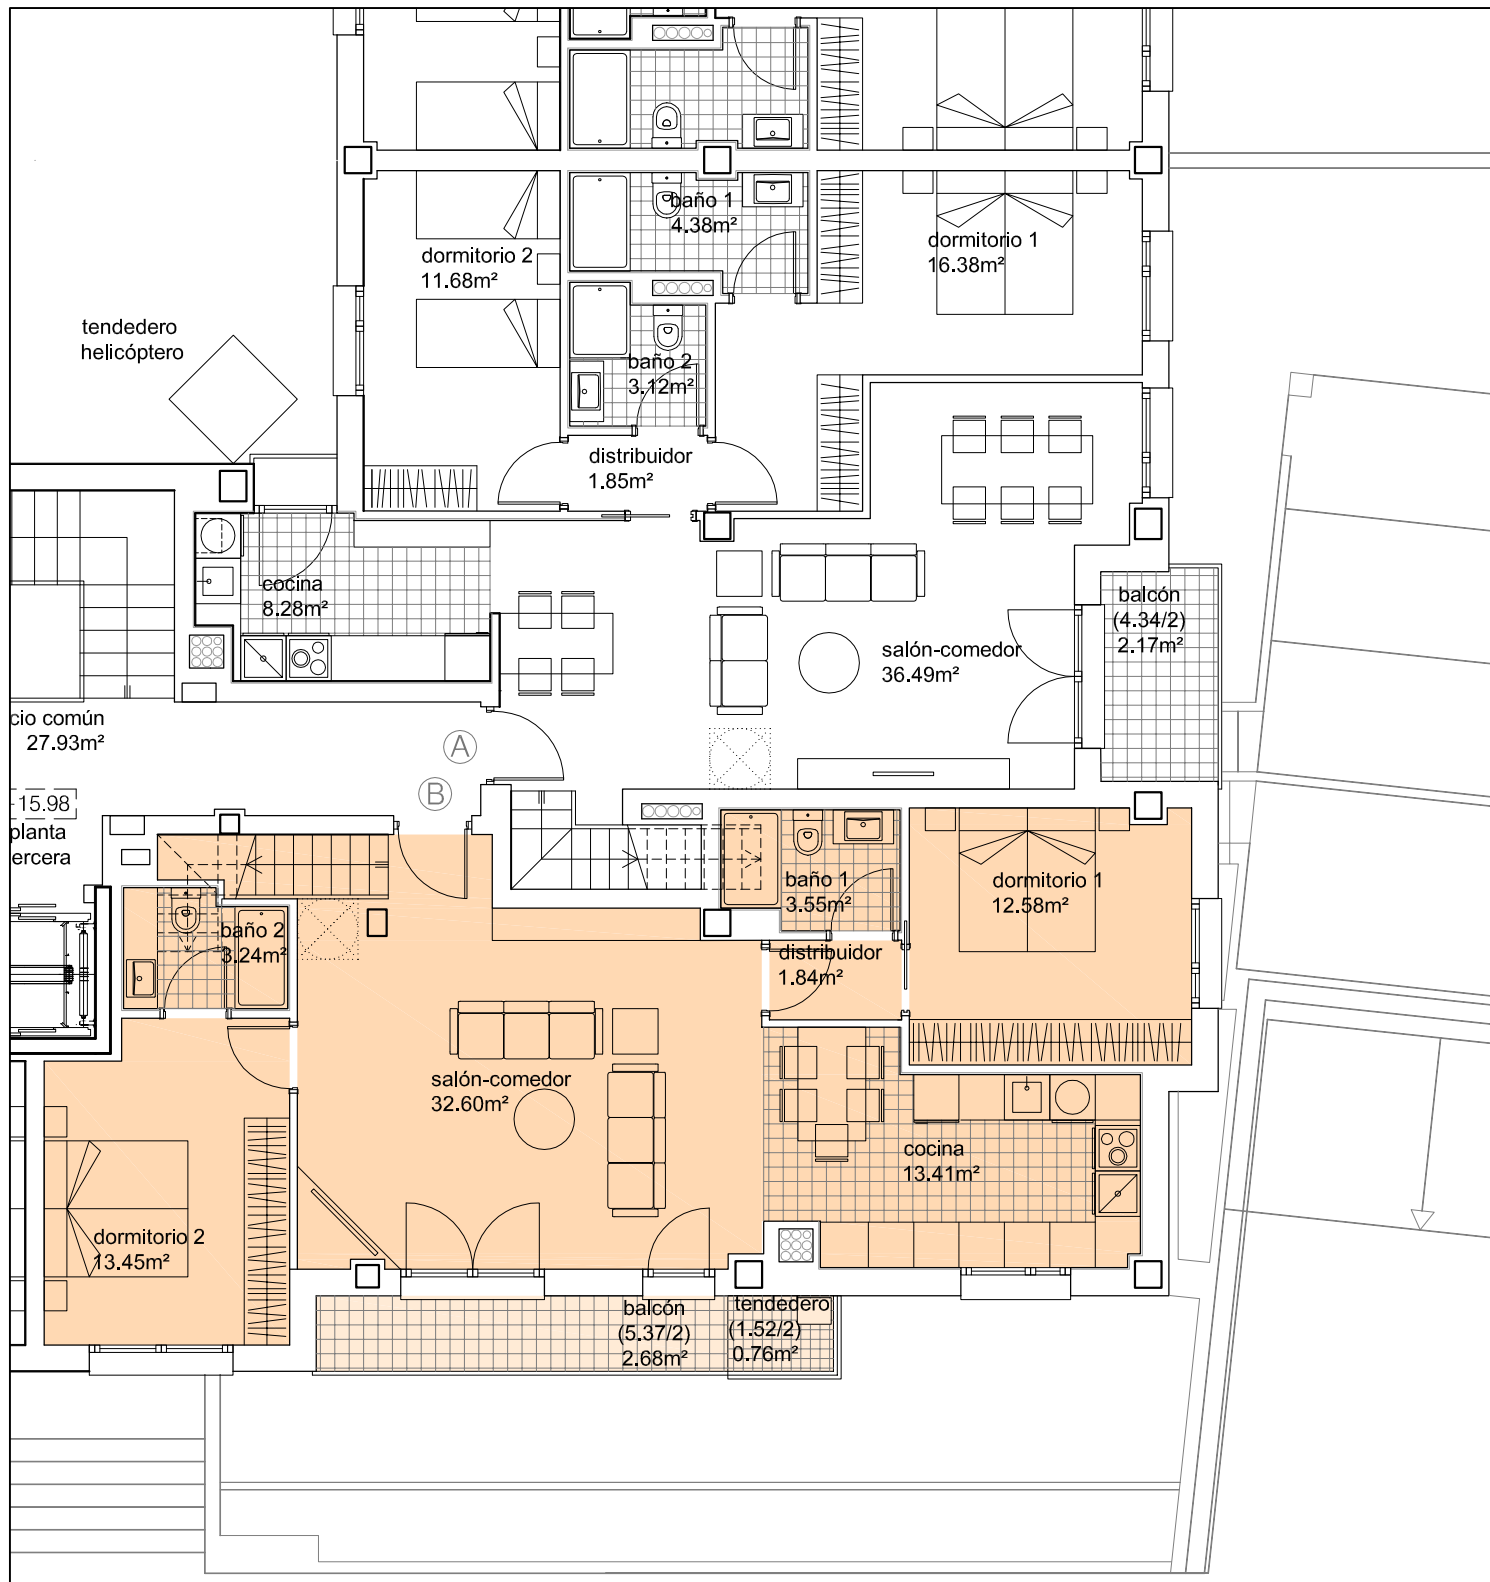 baño 1
4.38m²
dormitorio 2
11.68m²
dormitorio 1
16.38m²
tendedero
helicóptero
baño 2
3.12m²
distribuidor
1.85m²
cocina
8.28m²
balcón
(4.34/2)
2.17m²
salón-comedor
36.49m²
cio común
27.93m²
A
B
15.98
planta
ercera
baño 1
3.55m²
dormitorio 1
12.58m²
baño 2
3.24m²
distribuidor
1.84m²
salón-comedor
32.60m²
cocina
13.41m²
dormitorio 2
13.45m²
balcón
(5.37/2)
2.68m²
tendedero
(1.52/2)
0.76m²